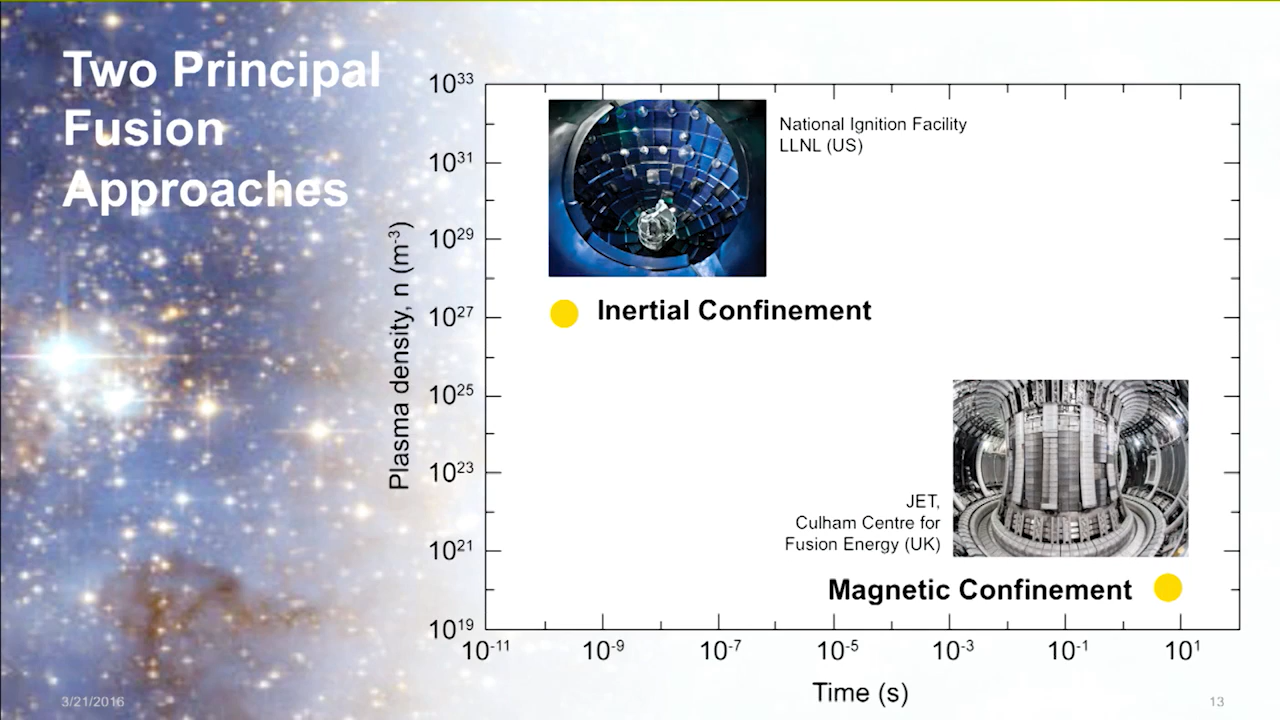 Two Principal
Fusion
Approaches
Plasma density, n (m⁻³)
10³³
10³¹
10²⁹
10²⁷
10²⁵
10²³
10²¹
10¹⁹
National Ignition Facility
LLNL (US)
Inertial Confinement
JET,
Culham Centre for
Fusion Energy (UK)
Magnetic Confinement
10⁻¹¹ 10⁻⁹ 10⁻⁷ 10⁻⁵ 10⁻³ 10⁻¹ 10¹
Time (s)
3/21/2016
13